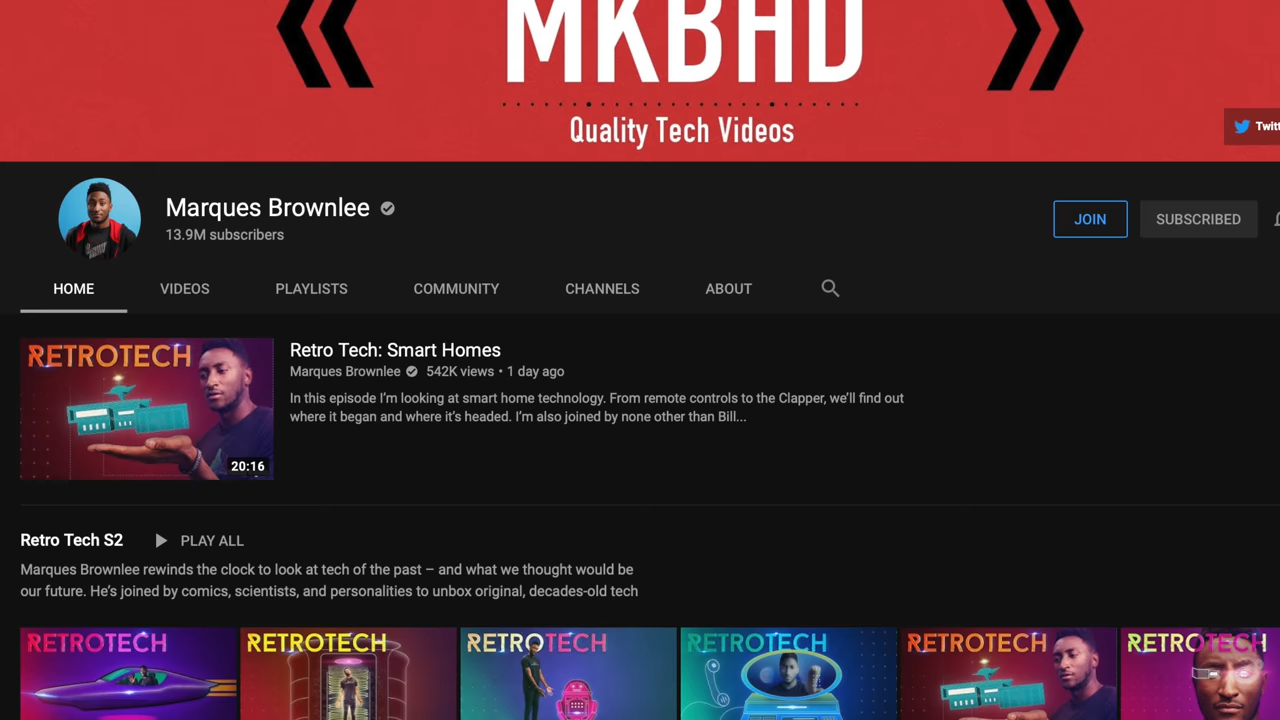 MKBHD
Quality Tech Videos
Marques Brownlee
13.9M subscribers
JOIN
SUBSCRIBED
HOME
VIDEOS
PLAYLISTS
COMMUNITY
CHANNELS
ABOUT
RETROTECH
20:16
Retro Tech: Smart Homes
Marques Brownlee 542K views • 1 day ago
In this episode I'm looking at smart home technology. From remote controls to the Clapper, we'll find out
where it began and where it's headed. I'm also joined by none other than Bill...
Retro Tech S2
PLAY ALL
Marques Brownlee rewinds the clock to look at tech of the past – and what we thought would be
our future. He's joined by comics, scientists, and personalities to unbox original, decades-old tech
RETROTECH
RETROTECH
RETROTECH
RETROTECH
RETROTECH
RETROTECH